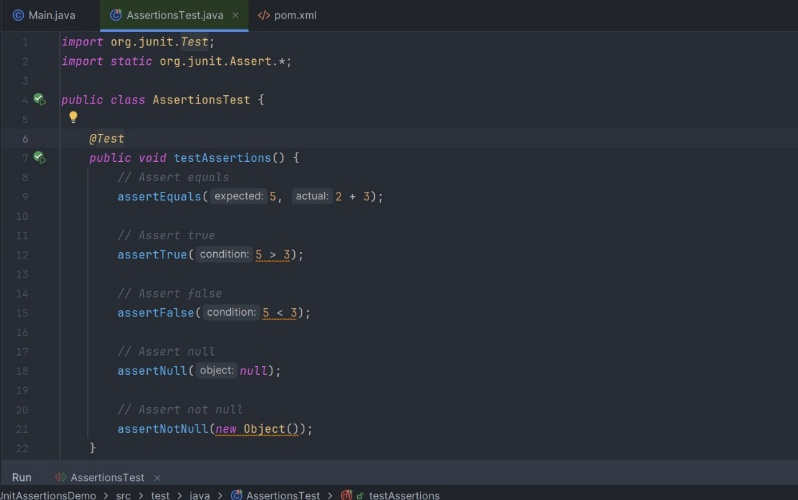 Main.java AssertionsTest.java × pom.xml
1 import org.junit.Test;
2 import static org.junit.Assert.*;
3
4 public class AssertionsTest {
5
6 @Test
7 public void testAssertions() {
8 // Assert equals
9 assertEquals( expected: 5, actual: 2 + 3);
10
11 // Assert true
12 assertTrue( condition: 5 > 3);
13
14 // Assert false
15 assertFalse( condition: 5 < 3);
16
17 // Assert null
18 assertNull( object: null);
19
20 // Assert not null
21 assertNotNull(new Object());
22 }
Run AssertionsTest ×
UnitAssertionsDemo > src > test > java > AssertionsTest > testAssertions